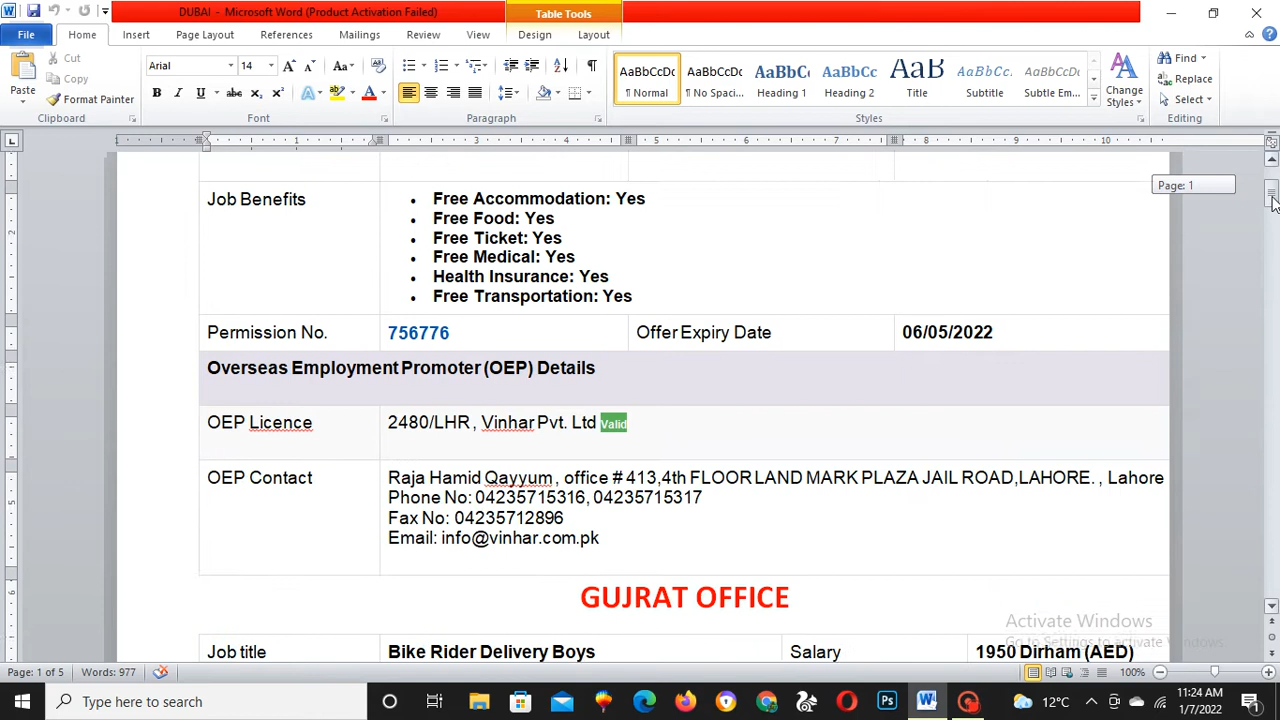 DUBAI - Microsoft Word (Product Activation Failed)
Table Tools
File
Home
Insert
Page Layout
References
Mailings
Review
View
Design
Layout
Paste
Cut
Copy
Format Painter
Clipboard
Arial
14
Font
Paragraph
AaBbCcDc
¶ Normal
AaBbCcDc
¶ No Spaci...
AaBbCc
Heading 1
AaBbCc
Heading 2
AaB
Title
AaBbCcL
Subtitle
AaBbCcDc
Subtle Em...
Change Styles
Styles
Find
Replace
Select
Editing
Page: 1
Job Benefits
• Free Accommodation: Yes
• Free Food: Yes
• Free Ticket: Yes
• Free Medical: Yes
• Health Insurance: Yes
• Free Transportation: Yes
Permission No. 756776 Offer Expiry Date 06/05/2022
Overseas Employment Promoter (OEP) Details
OEP Licence 2480/LHR , Vinhar Pvt. Ltd Valid
OEP Contact Raja Hamid Qayyum , office # 413,4th FLOOR LAND MARK PLAZA JAIL ROAD,LAHORE. , Lahore
Phone No: 04235715316, 04235715317
Fax No: 04235712896
Email: info@vinhar.com.pk
GUJRAT OFFICE
Job title Bike Rider Delivery Boys Salary 1950 Dirham (AED)
Activate Windows
Go to Settings to activate Windows.
Page: 1 of 5 Words: 977 100%
Type here to search
12°C
11:24 AM
1/7/2022